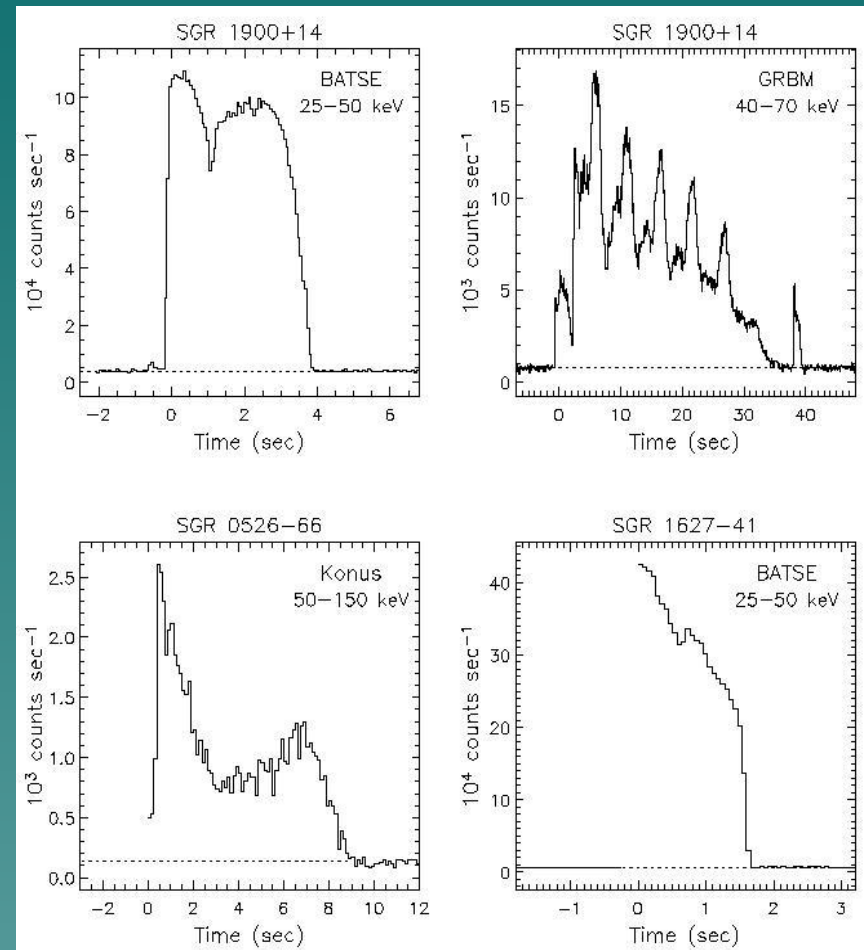 SGR 1900+14
BATSE
25−50 keV
10
8
6
4
2
0
10⁴ counts sec⁻¹
−2 0 2 4 6
Time (sec)
SGR 1900+14
GRBM
40−70 keV
15
10
5
0
10³ counts sec⁻¹
0 10 20 30 40
Time (sec)
SGR 0526−66
Konus
50−150 keV
2.5
2.0
1.5
1.0
0.5
0.0
10³ counts sec⁻¹
−2 0 2 4 6 8 10 12
Time (sec)
SGR 1627−41
BATSE
25−50 keV
40
30
20
10
0
10⁴ counts sec⁻¹
−1 0 1 2 3
Time (sec)